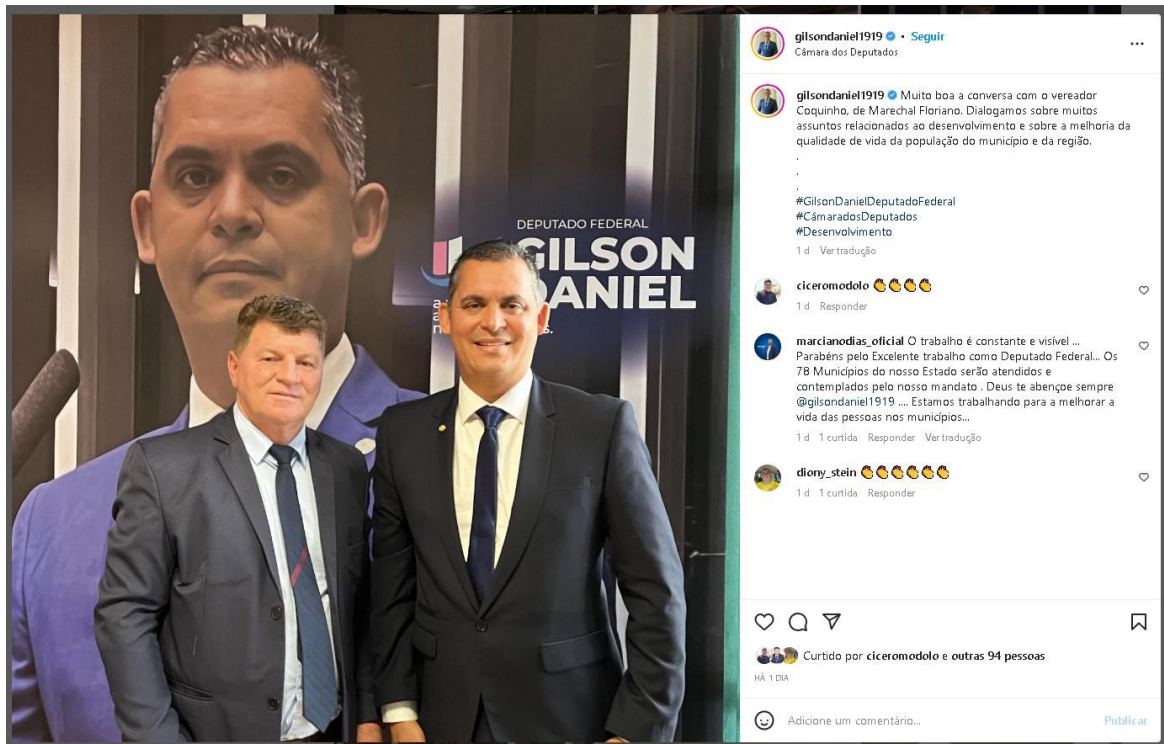 DEPUTADO FEDERAL
GILSON
DANIEL
gilsondaniel1919 • Seguir
Câmara dos Deputados
gilsondaniel1919 Muito boa a conversa com o vereador
Coquinho, de Marechal Floriano. Dialogamos sobre muitos
assuntos relacionados ao desenvolvimento e sobre a melhoria da
qualidade de vida da população do município e da região.
.
.
.
#GilsonDanielDeputadoFederal
#CâmaradosDeputados
#Desenvolvimento
1 d Ver tradução
ciceromodolo 👏👏👏👏
1 d Responder
marcianodias_oficial O trabalho é constante e visível ...
Parabéns pelo Excelente trabalho como Deputado Federal... Os
78 Municípios do nosso Estado serão atendidos e
contemplados pelo nosso mandato . Deus te abençoe sempre
@gilsondaniel1919 .... Estamos trabalhando para a melhorar a
vida das pessoas nos municípios...
1 d 1 curtida Responder Ver tradução
diony_stein 👏👏👏👏👏👏
1 d 1 curtida Responder
Curtido por ciceromodolo e outras 94 pessoas
HÁ 1 DIA
Adicione um comentário... Publicar